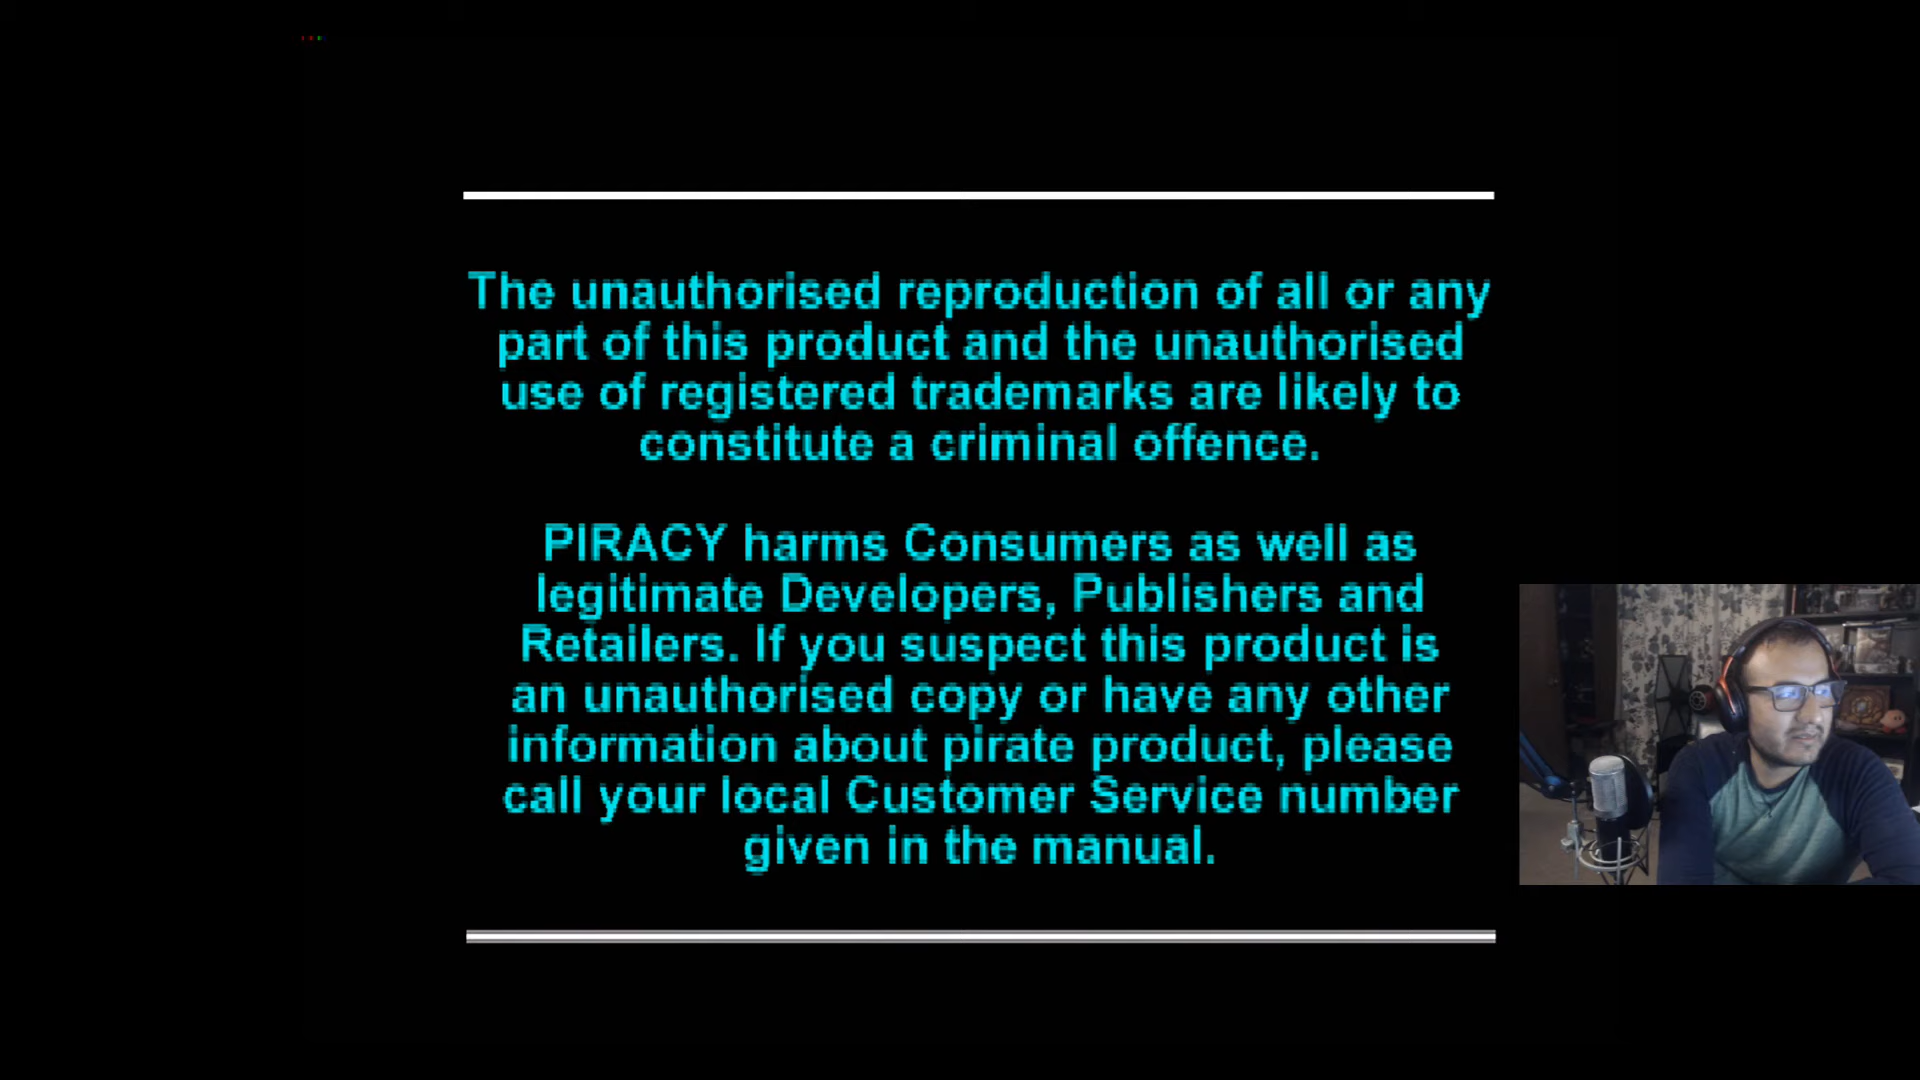 The unauthorised reproduction of all or any
part of this product and the unauthorised
use of registered trademarks are likely to
constitute a criminal offence.
PIRACY harms Consumers as well as
legitimate Developers, Publishers and
Retailers. If you suspect this product is
an unauthorised copy or have any other
information about pirate product, please
call your local Customer Service number
given in the manual.